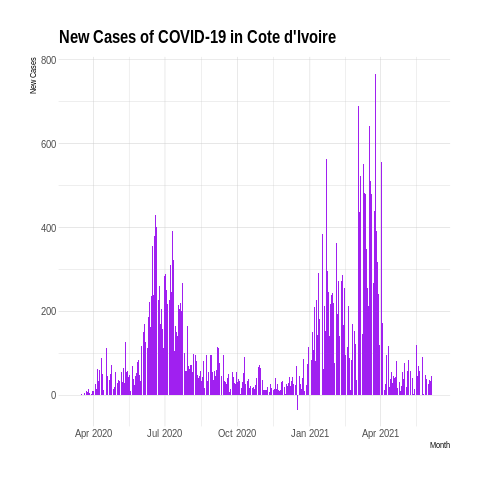 New Cases of COVID-19 in Cote d'Ivoire
New Cases
800
600
400
200
0
Apr 2020 Jul 2020 Oct 2020 Jan 2021 Apr 2021
Month